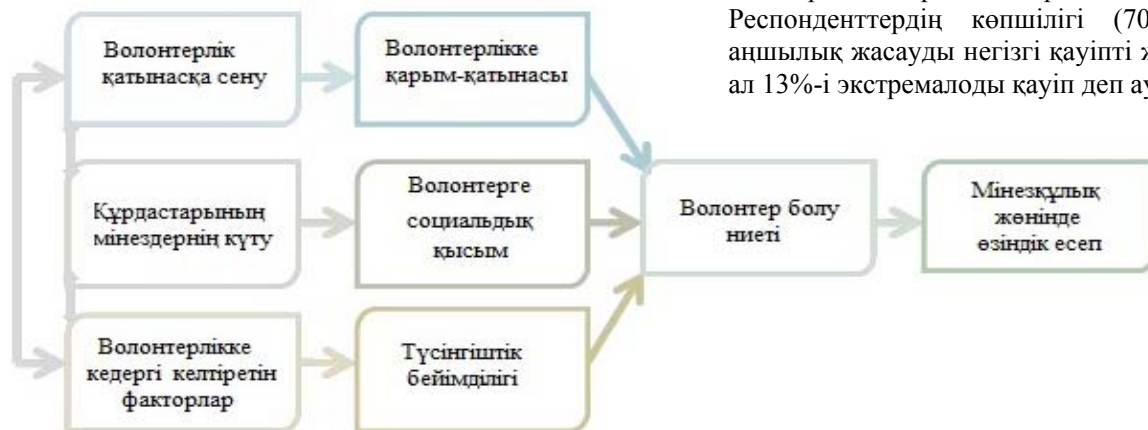 Респонденттердің көпшілігі (70
аңшылық жасауды негізгі қауіпті ж
ал 13%-і экстремалоды қауіп деп ау
Волонтерлік
қатынасқа сену
Волонтерлікке
қарым-қатынасы
Құрдастарының
мінездернің күту
Волонтерге
социальдық
қысым
Волонтер болу
ниеті
Мінезқұлық
жөнінде
өзіндік есеп
Волонтерлікке
кедергі келтіретін
факторлар
Түсінгіштік
бейімділігі